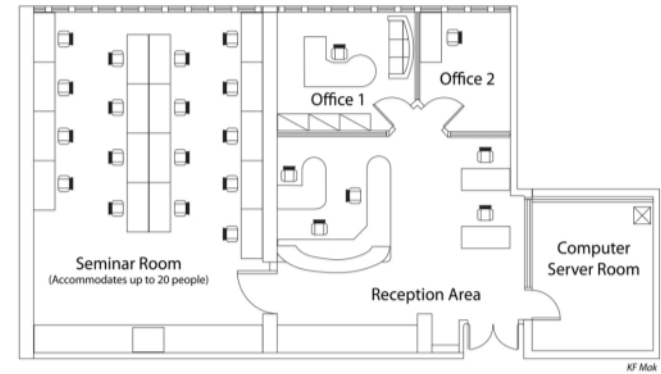 Office 1
Office 2
Seminar Room
(Accommodates up to 20 people)
Computer
Server Room
Reception Area
KF Mak